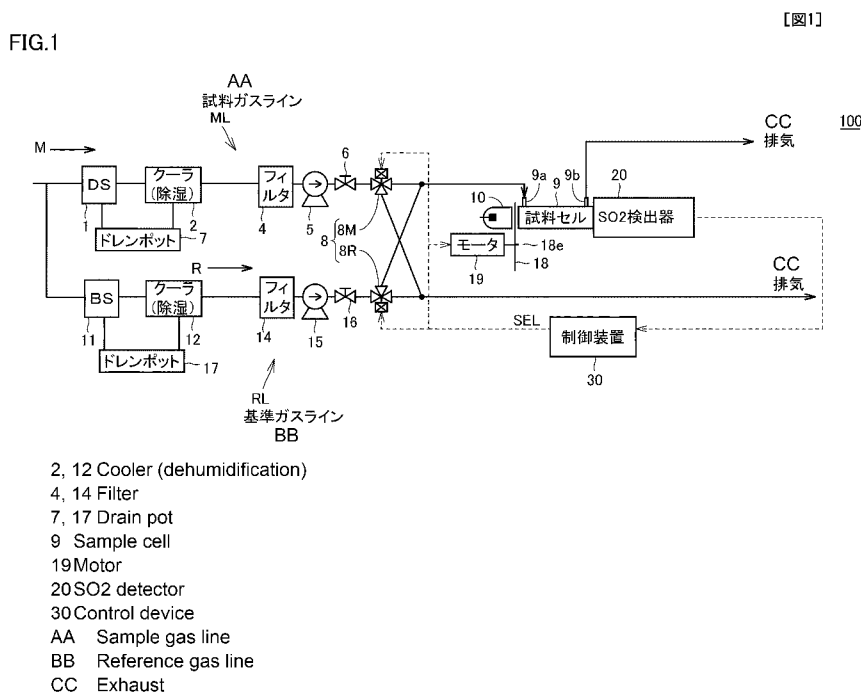 [図1]
FIG.1
100
AA
試料ガスライン
ML
CC
排気
M
6
9a
9
9b
20
DS
クーラ
(除湿)
フィ
ルタ
10
試料セル
SO2検出器
1
2
4
5
8M
8
8R
ドレンポット
7
モータ
18e
19
18
R
CC
排気
BS
クーラ
(除湿)
フィ
ルタ
11
12
14
15
16
SEL
制御装置
30
ドレンポット
17
RL
基準ガスライン
BB
2, 12 Cooler (dehumidification)
4, 14 Filter
7, 17 Drain pot
9 Sample cell
19 Motor
20 SO2 detector
30 Control device
AA Sample gas line
BB Reference gas line
CC Exhaust